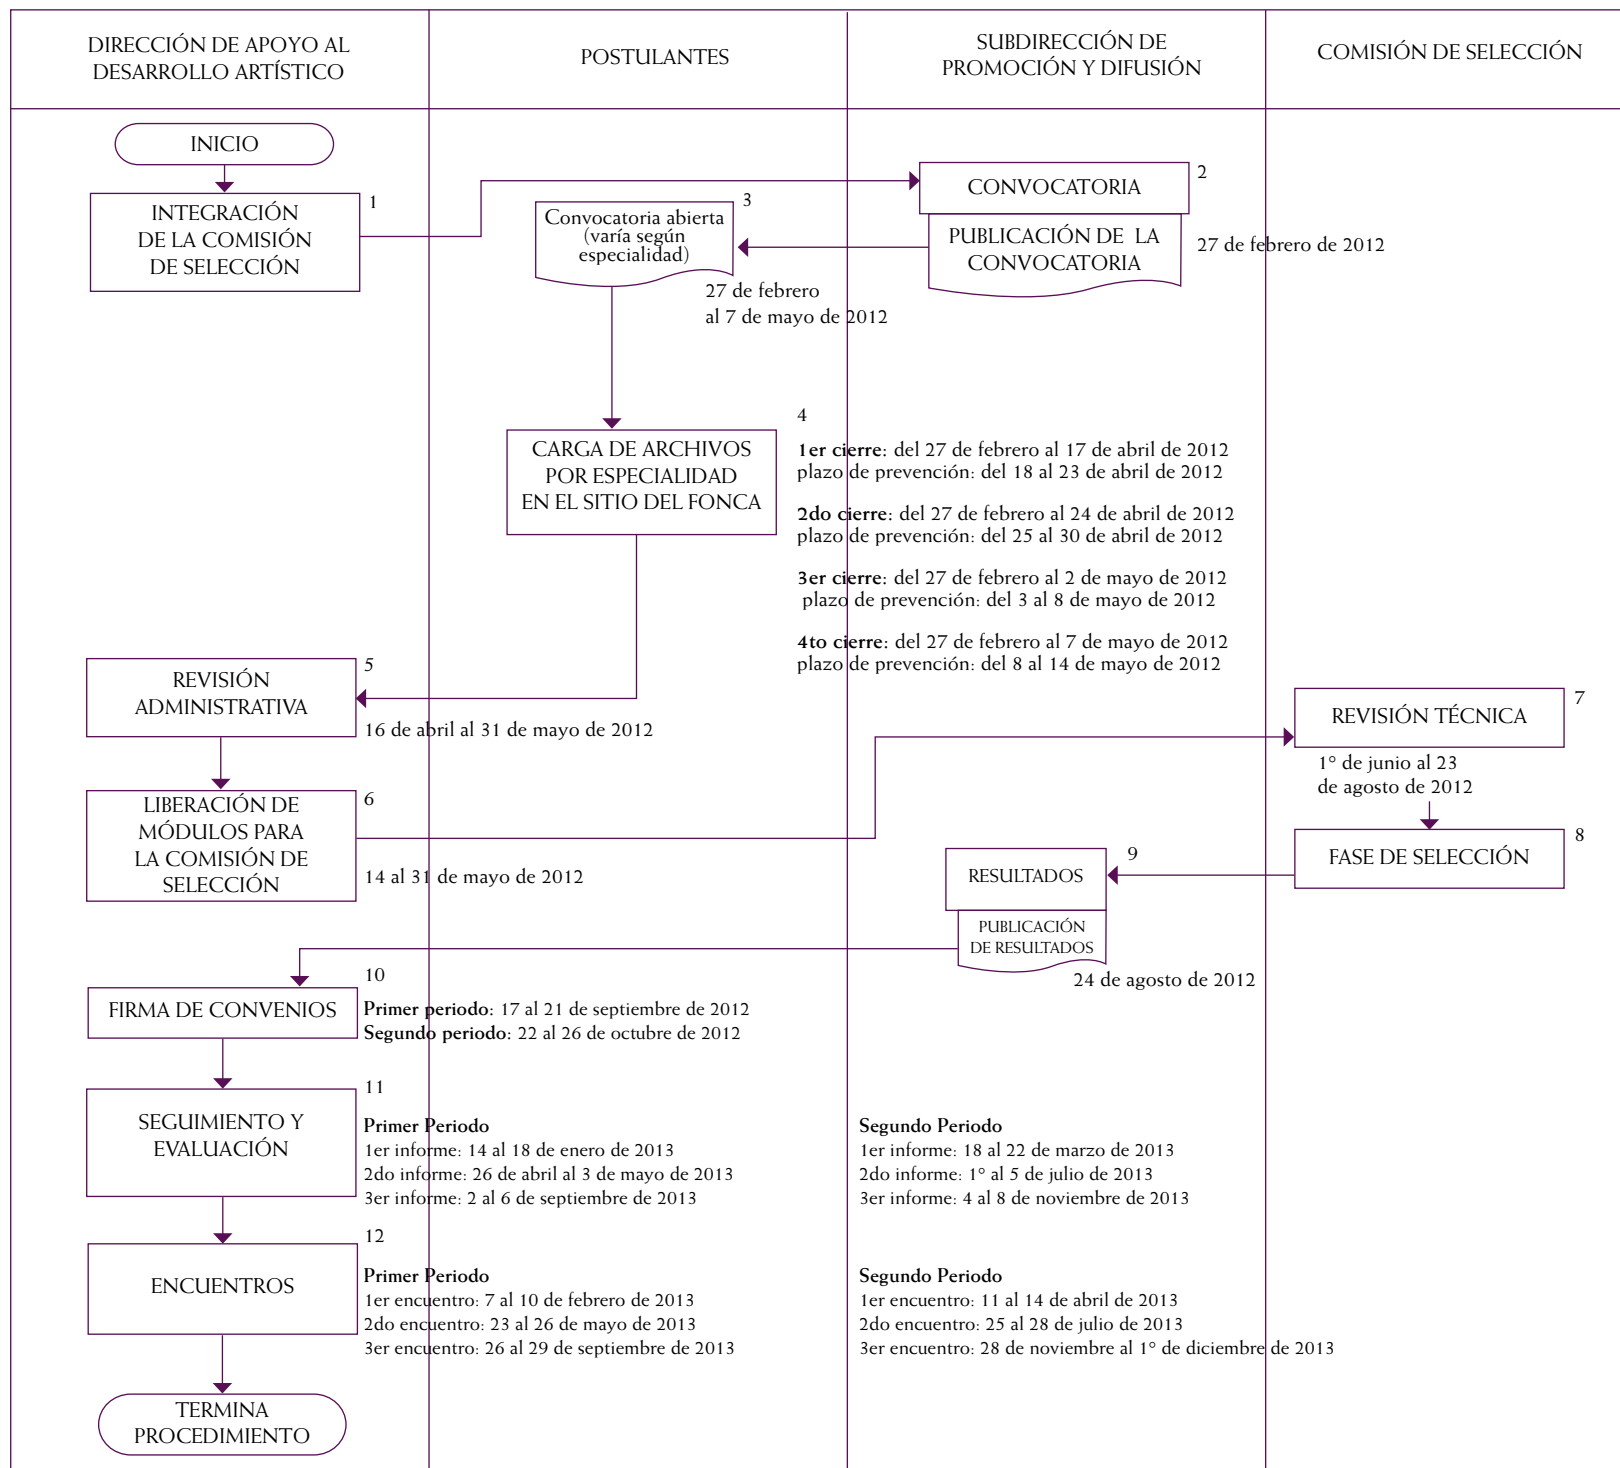 DIRECCIÓN DE APOYO AL
DESARROLLO ARTÍSTICO
POSTULANTES
SUBDIRECCIÓN DE
PROMOCIÓN Y DIFUSIÓN
COMISIÓN DE SELECCIÓN
INICIO
1
INTEGRACIÓN
DE LA COMISIÓN
DE SELECCIÓN
2
CONVOCATORIA
PUBLICACIÓN DE LA
CONVOCATORIA
27 de febrero de 2012
3
Convocatoria abierta
(varía según
especialidad)
27 de febrero
al 7 de mayo de 2012
4
CARGA DE ARCHIVOS
POR ESPECIALIDAD
EN EL SITIO DEL FONCA
1er cierre: del 27 de febrero al 17 de abril de 2012
plazo de prevención: del 18 al 23 de abril de 2012
2do cierre: del 27 de febrero al 24 de abril de 2012
plazo de prevención: del 25 al 30 de abril de 2012
3er cierre: del 27 de febrero al 2 de mayo de 2012
plazo de prevención: del 3 al 8 de mayo de 2012
4to cierre: del 27 de febrero al 7 de mayo de 2012
plazo de prevención: del 8 al 14 de mayo de 2012
5
REVISIÓN
ADMINISTRATIVA
16 de abril al 31 de mayo de 2012
6
LIBERACIÓN DE
MÓDULOS PARA
LA COMISIÓN DE
SELECCIÓN
14 al 31 de mayo de 2012
7
REVISIÓN TÉCNICA
1° de junio al 23
de agosto de 2012
8
FASE DE SELECCIÓN
9
RESULTADOS
PUBLICACIÓN
DE RESULTADOS
24 de agosto de 2012
10
FIRMA DE CONVENIOS
Primer periodo: 17 al 21 de septiembre de 2012
Segundo periodo: 22 al 26 de octubre de 2012
11
SEGUIMIENTO Y
EVALUACIÓN
Primer Periodo
1er informe: 14 al 18 de enero de 2013
2do informe: 26 de abril al 3 de mayo de 2013
3er informe: 2 al 6 de septiembre de 2013
Segundo Periodo
1er informe: 18 al 22 de marzo de 2013
2do informe: 1° al 5 de julio de 2013
3er informe: 4 al 8 de noviembre de 2013
12
ENCUENTROS
Primer Periodo
1er encuentro: 7 al 10 de febrero de 2013
2do encuentro: 23 al 26 de mayo de 2013
3er encuentro: 26 al 29 de septiembre de 2013
Segundo Periodo
1er encuentro: 11 al 14 de abril de 2013
2do encuentro: 25 al 28 de julio de 2013
3er encuentro: 28 de noviembre al 1° de diciembre de 2013
TERMINA
PROCEDIMIENTO